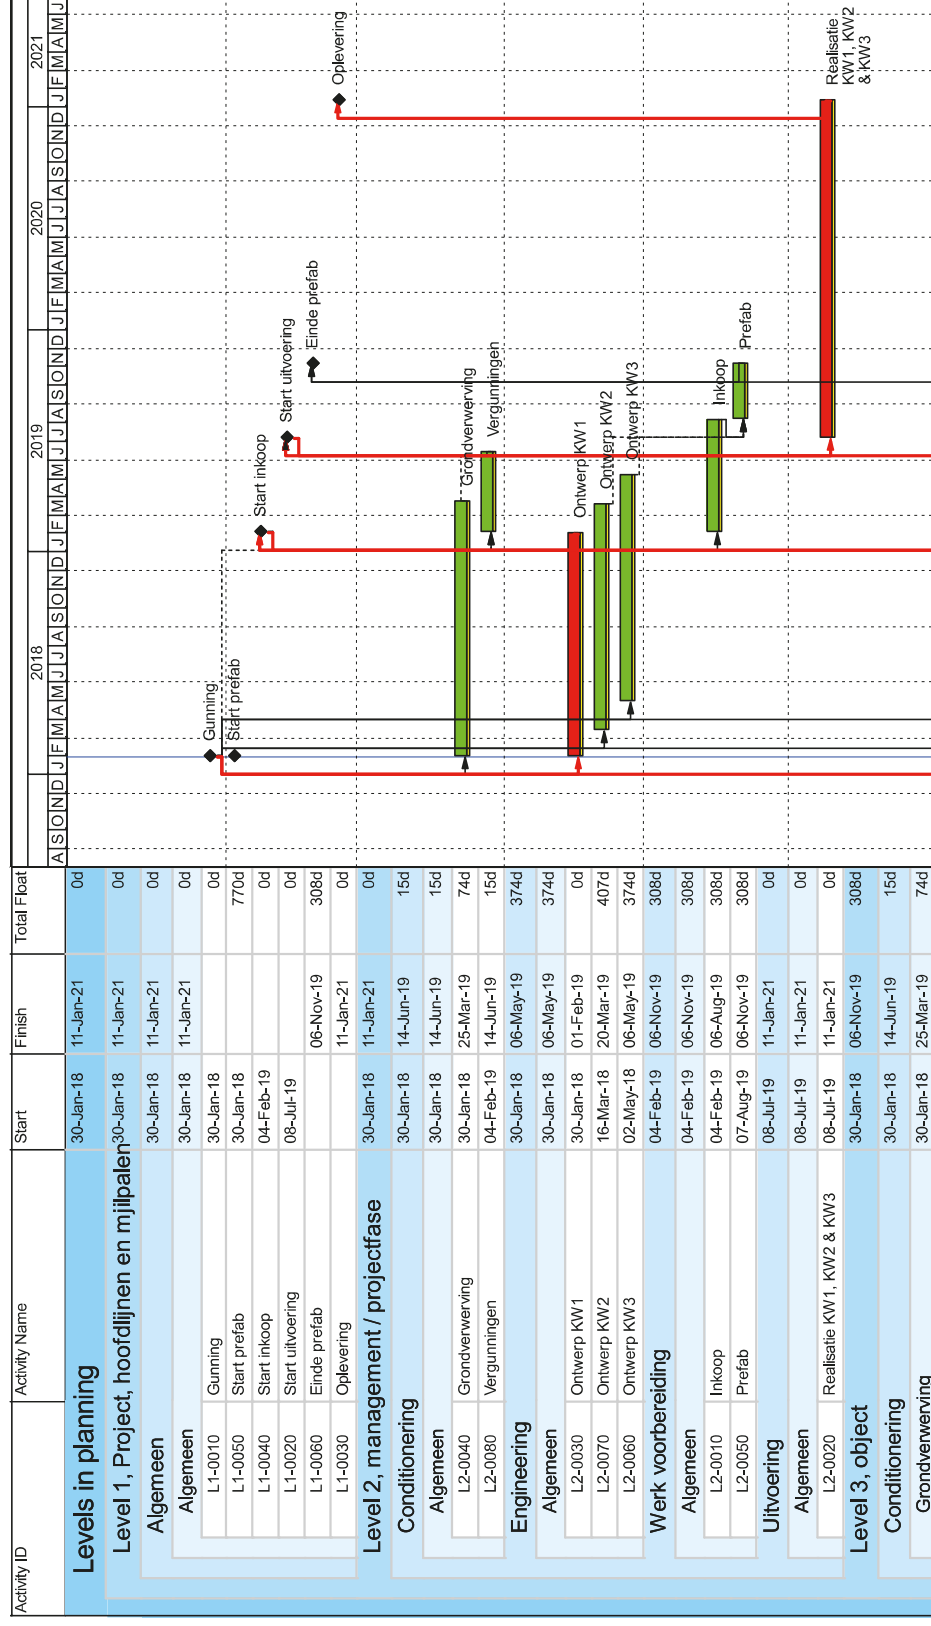 Activity ID Activity Name Start Finish Total Float 2018 2019 2020 2021
A S O N D J F M A M J J A S O N D J F M A M J J A S O N D J F M A M J J A S O N D J F M A M J
Levels in planning 30-Jan-18 11-Jan-21 0d
Level 1, Project, hoofdlijnen en mjilpalen 30-Jan-18 11-Jan-21 0d
Algemeen 30-Jan-18 11-Jan-21 0d
Algemeen 30-Jan-18 11-Jan-21 0d
L1-0010 Gunning 30-Jan-18 0d Gunning
L1-0050 Start prefab 30-Jan-18 770d Start prefab
L1-0040 Start inkoop 04-Feb-19 0d Start inkoop
L1-0020 Start uitvoering 08-Jul-19 0d Start uitvoering
L1-0060 Einde prefab 06-Nov-19 308d Einde prefab
L1-0030 Oplevering 11-Jan-21 0d Oplevering
Level 2, management / projectfase 30-Jan-18 11-Jan-21 0d
Conditionering 30-Jan-18 14-Jun-19 15d
Algemeen 30-Jan-18 14-Jun-19 15d
L2-0040 Grondverwerving 30-Jan-18 25-Mar-19 74d Grondverwerving
L2-0080 Vergunningen 04-Feb-19 14-Jun-19 15d Vergunningen
Engineering 30-Jan-18 06-May-19 374d
Algemeen 30-Jan-18 06-May-19 374d
L2-0030 Ontwerp KW1 30-Jan-18 01-Feb-19 0d Ontwerp KW1
L2-0070 Ontwerp KW2 16-Mar-18 20-Mar-19 407d Ontwerp KW2
L2-0060 Ontwerp KW3 02-May-18 06-May-19 374d Ontwerp KW3
Werk voorbereiding 04-Feb-19 06-Nov-19 308d
Algemeen 04-Feb-19 06-Nov-19 308d
L2-0010 Inkoop 04-Feb-19 06-Aug-19 308d Inkoop
L2-0050 Prefab 07-Aug-19 06-Nov-19 308d Prefab
Uitvoering 08-Jul-19 11-Jan-21 0d
Algemeen 08-Jul-19 11-Jan-21 0d
L2-0020 Realisatie KW1, KW2 & KW3 08-Jul-19 11-Jan-21 0d Realisatie
KW1, KW2
& KW3
Level 3, object 30-Jan-18 06-Nov-19 308d
Conditionering 30-Jan-18 14-Jun-19 15d
Grondverwerving 30-Jan-18 25-Mar-19 74d